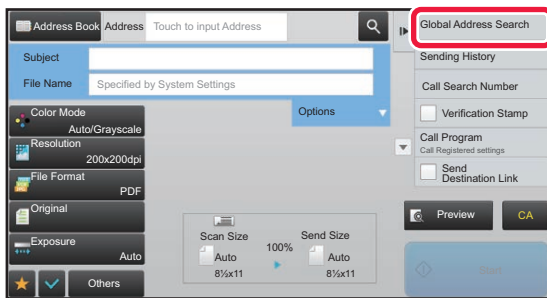 Address Book
Address
Touch to input Address
Subject
File Name
Specified by System Settings
Options
Color Mode
Auto/Grayscale
Resolution
200x200dpi
File Format
PDF
Original
Exposure
Auto
Others
Scan Size
Auto
8½x11
100%
Send Size
Auto
8½x11
Global Address Search
Sending History
Call Search Number
Verification Stamp
Call Program
Call Registered settings
Send
Destination Link
Preview
CA
Start